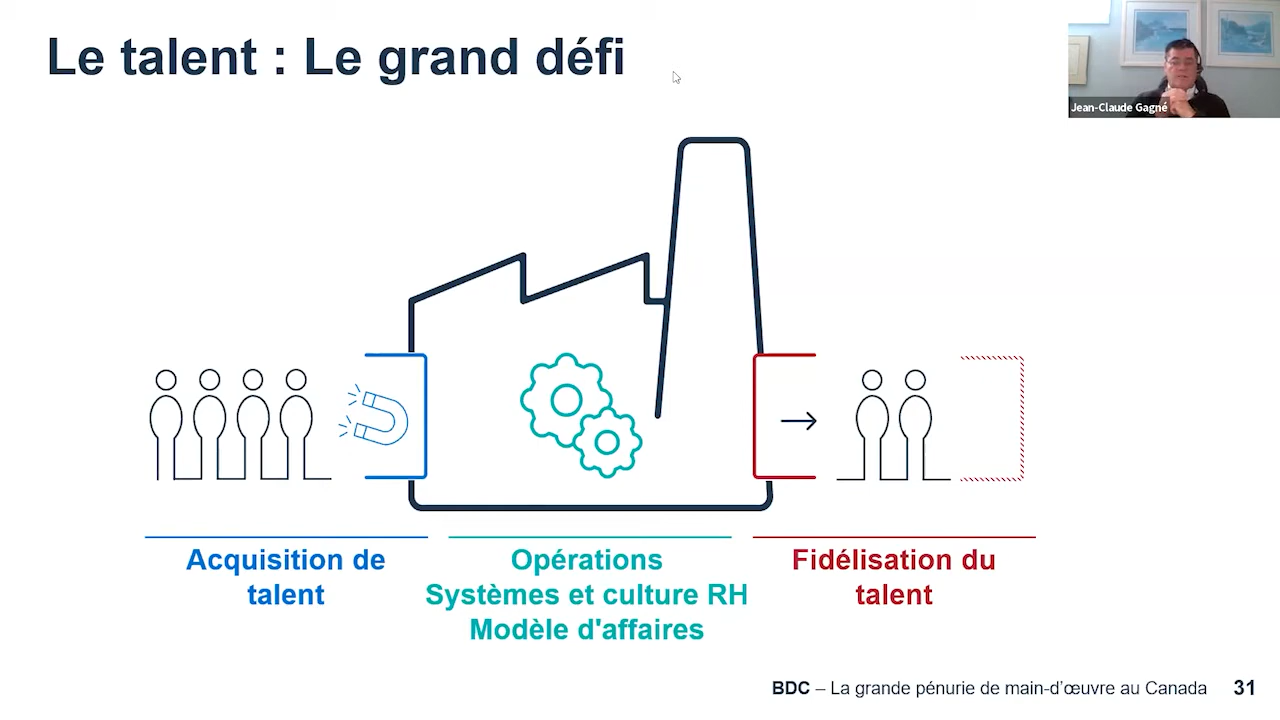 Le talent : Le grand défi
Jean-Claude Gagné
Acquisition de
talent
Opérations
Systèmes et culture RH
Modèle d'affaires
Fidélisation du
talent
BDC – La grande pénurie de main-d’œuvre au Canada 31